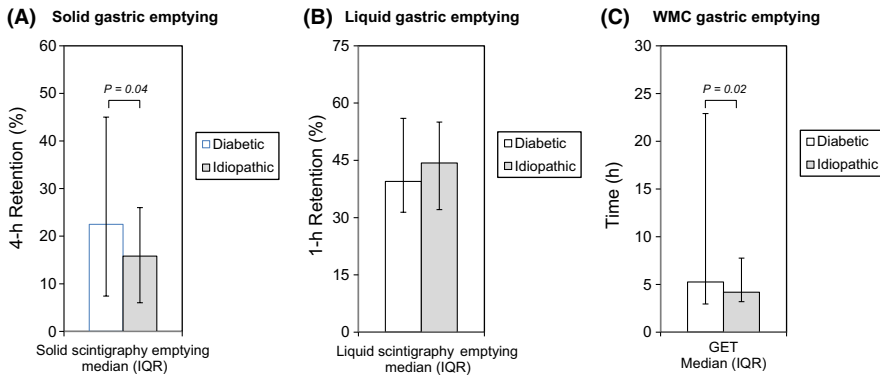 (A) Solid gastric emptying
60
50
40
30
20
10
0
4-h Retention (%)
P = 0.04
Diabetic
Idiopathic
Solid scintigraphy emptying
median (IQR)
(B) Liquid gastric emptying
75
60
45
30
15
0
1-h Retention (%)
Diabetic
Idiopathic
Liquid scintigraphy emptying
median (IQR)
(C) WMC gastric emptying
30
25
20
15
10
5
0
Time (h)
P = 0.02
Diabetic
Idiopathic
GET
Median (IQR)